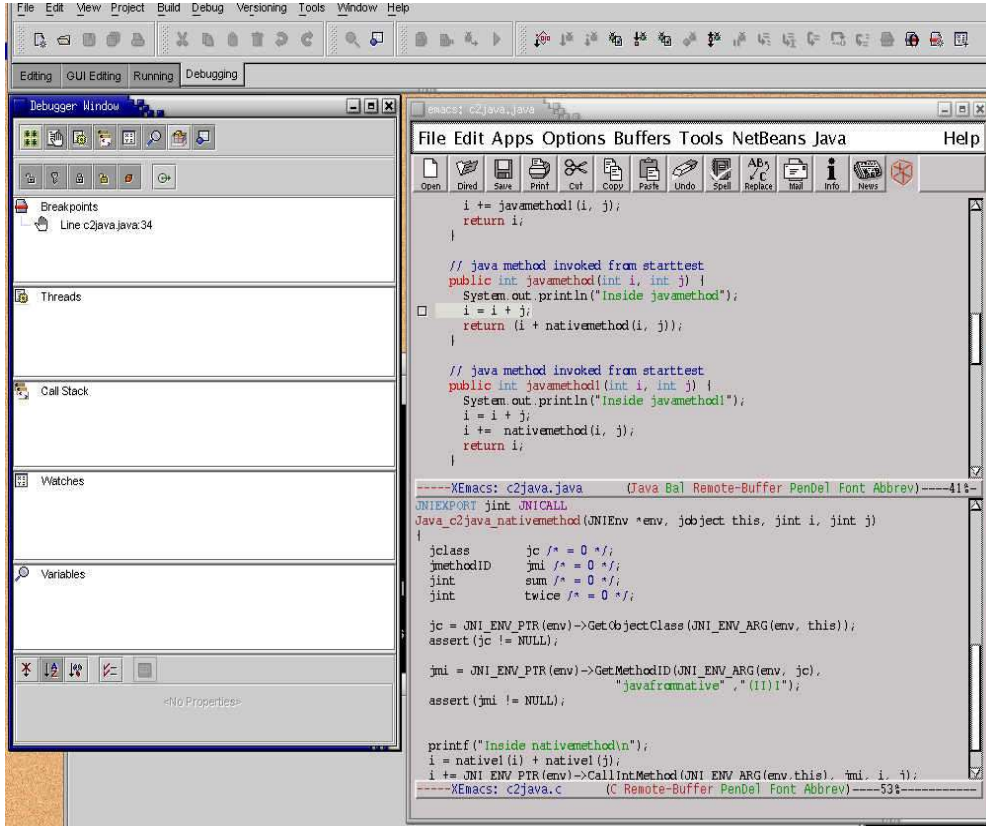 File Edit View Project Build Debug Versioning Tools Window Help
Editing GUI Editing Running Debugging
Debugger Window
Breakpoints
Line c2java.java:34
Threads
Call Stack
Watches
Variables
<No Properties>
emacs: c2java.java
File Edit Apps Options Buffers Tools NetBeans Java Help
Open Dired Save Print Cut Copy Paste Undo Spell Replace Mail Info News
i += javamethod1(i, j);
return i;
}
// java method invoked from starttest
public int javamethod(int i, int j) {
System.out.println("Inside javamethod");
i = i + j;
return (i + nativemethod(i, j));
}
// java method invoked from starttest
public int javamethod1(int i, int j) {
System.out.println("Inside javamethod1");
i = i + j;
i += nativemethod(i, j);
return i;
}
-----XEmacs: c2java.java (Java Bal Remote-Buffer PenDel Font Abbrev)----41%-
JNIEXPORT jint JNICALL
Java_c2java_nativemethod(JNIEnv *env, jobject this, jint i, jint j)
{
jclass jc /* = 0 */;
jmethodID jmi /* = 0 */;
jint sum /* = 0 */;
jint twice /* = 0 */;
jc = JNI_ENV_PTR(env)->GetObjectClass(JNI_ENV_ARG(env, this));
assert(jc != NULL);
jmi = JNI_ENV_PTR(env)->GetMethodID(JNI_ENV_ARG(env, jc),
"javafromnative" ,"(II)I");
assert(jmi != NULL);
printf("Inside nativemethod\n");
i = native1(i) + native1(j);
i += JNI_ENV_PTR(env)->CallIntMethod(JNI_ENV_ARG(env,this), jmi, i, j);
-----XEmacs: c2java.c (C Remote-Buffer PenDel Font Abbrev)----53%-----------